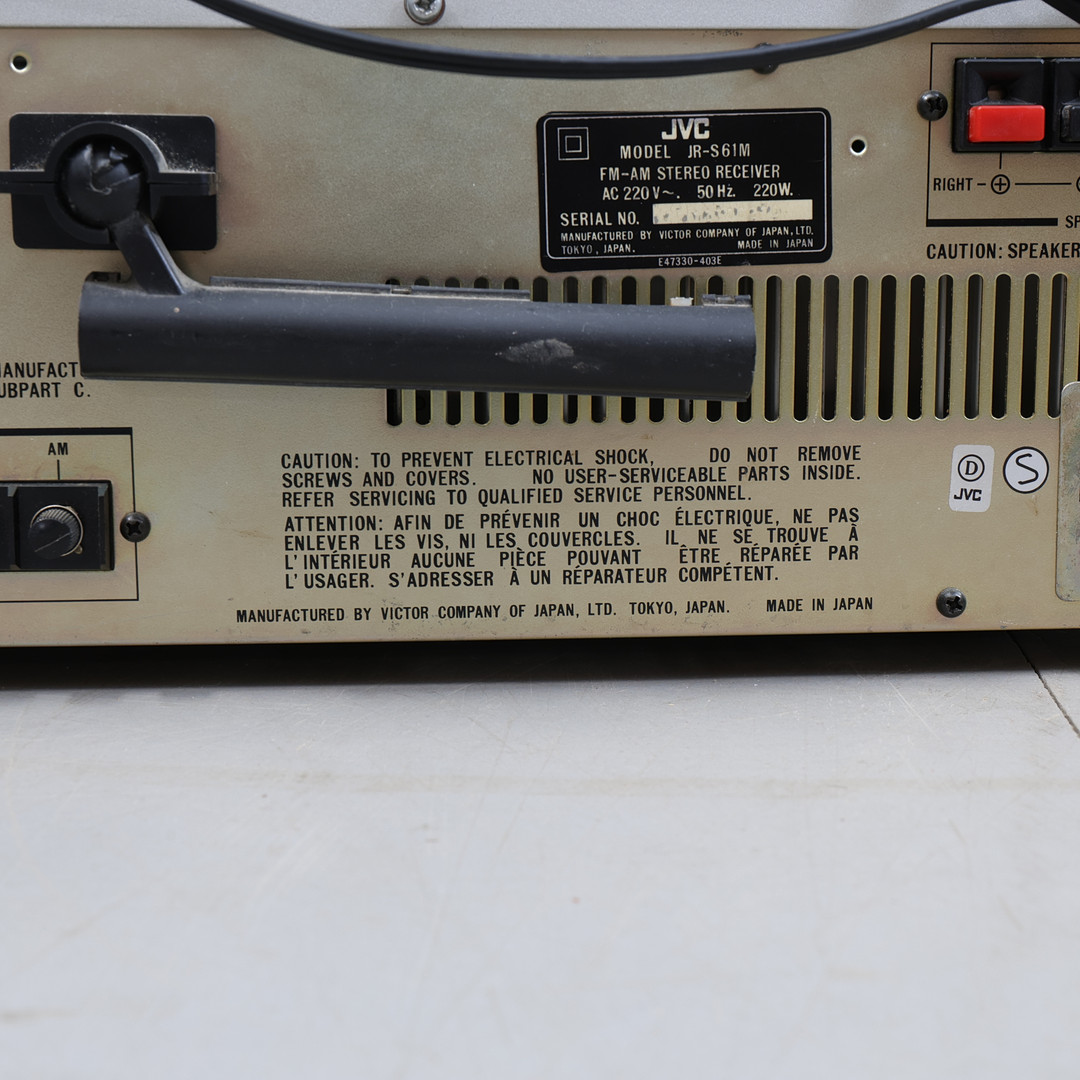 JVC
MODEL JR-S61M
FM-AM STEREO RECEIVER
AC 220V~. 50Hz. 220W.
SERIAL NO.
MANUFACTURED BY VICTOR COMPANY OF JAPAN, LTD.
TOKYO, JAPAN. MADE IN JAPAN
E47330-403E
RIGHT
CAUTION: SPEAKER
SUBPART C.
AM
CAUTION: TO PREVENT ELECTRICAL SHOCK, DO NOT REMOVE
SCREWS AND COVERS. NO USER-SERVICEABLE PARTS INSIDE.
REFER SERVICING TO QUALIFIED SERVICE PERSONNEL.
ATTENTION: AFIN DE PRÉVENIR UN CHOC ÉLECTRIQUE, NE PAS
ENLEVER LES VIS, NI LES COUVERCLES. IL NE SE TROUVE À
L'INTÉRIEUR AUCUNE PIÈCE POUVANT ÊTRE RÉPARÉE PAR
L'USAGER. S'ADRESSER À UN RÉPARATEUR COMPÉTENT.
MANUFACTURED BY VICTOR COMPANY OF JAPAN, LTD. TOKYO, JAPAN. MADE IN JAPAN
D
JVC
S